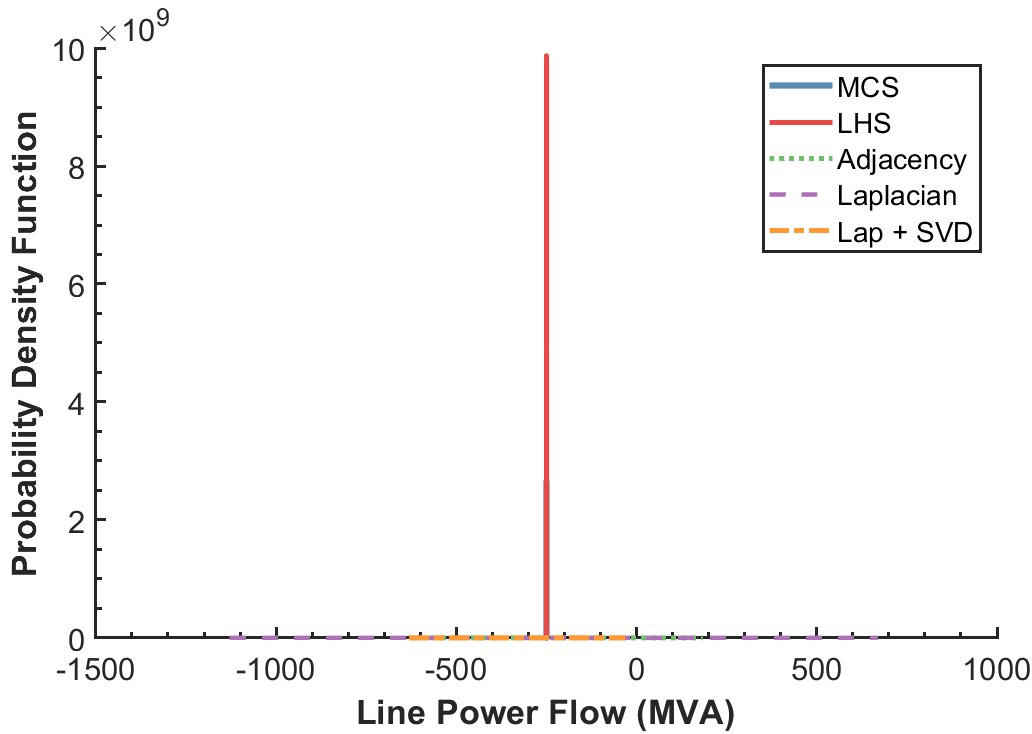 ×10⁹
10
8
6
4
2
0
Probability Density Function
MCS
LHS
Adjacency
Laplacian
Lap + SVD
-1500 -1000 -500 0 500 1000
Line Power Flow (MVA)